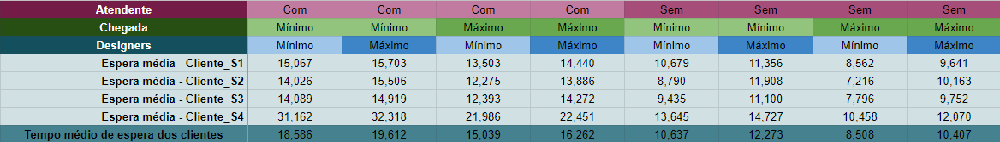 Atendente Com Com Com Com Sem Sem Sem Sem
Chegada Mínimo Mínimo Máximo Máximo Mínimo Mínimo Máximo Máximo
Designers Mínimo Máximo Mínimo Máximo Mínimo Máximo Mínimo Máximo
Espera média - Cliente_S1 15,067 15,703 13,503 14,440 10,679 11,356 8,562 9,641
Espera média - Cliente_S2 14,026 15,506 12,275 13,886 8,790 11,908 7,216 10,163
Espera média - Cliente_S3 14,089 14,919 12,393 14,272 9,435 11,100 7,796 9,752
Espera média - Cliente_S4 31,162 32,318 21,986 22,451 13,645 14,727 10,458 12,070
Tempo médio de espera dos clientes 18,586 19,612 15,039 16,262 10,637 12,273 8,508 10,407